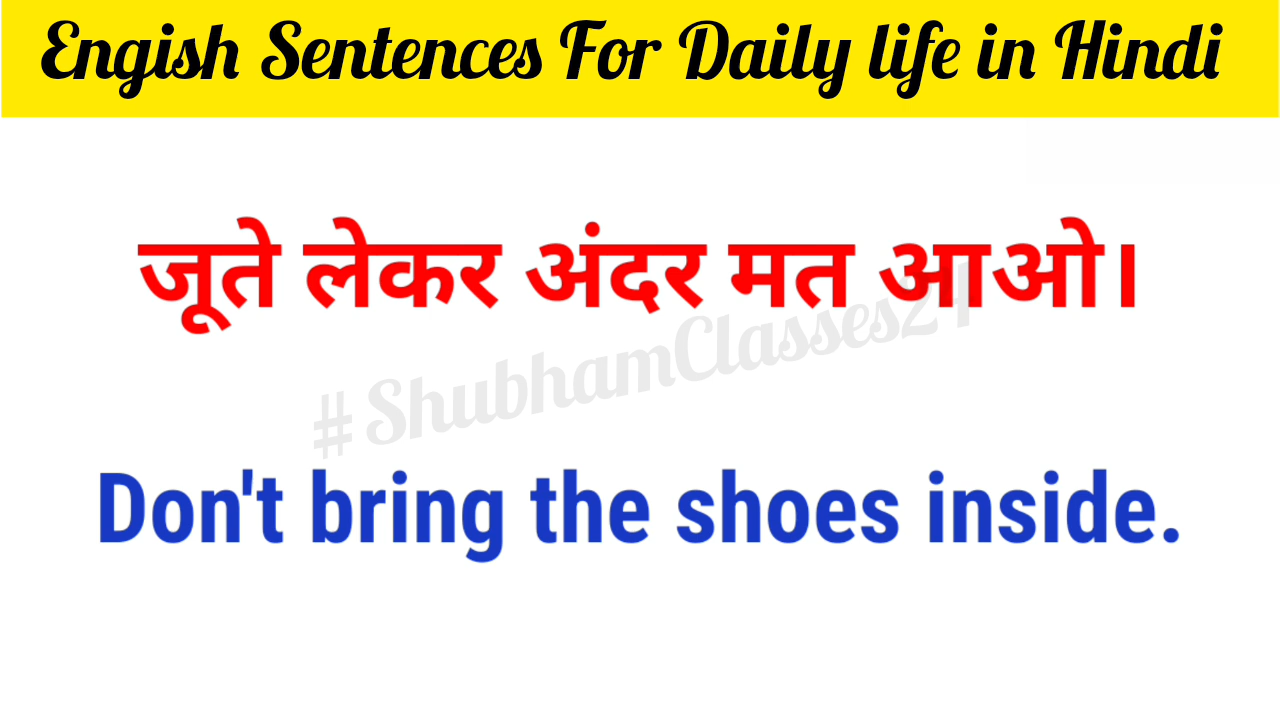 Engish Sentences For Daily life in Hindi
जूते लेकर अंदर मत आओ।
#ShubhamClasses24
Don't bring the shoes inside.